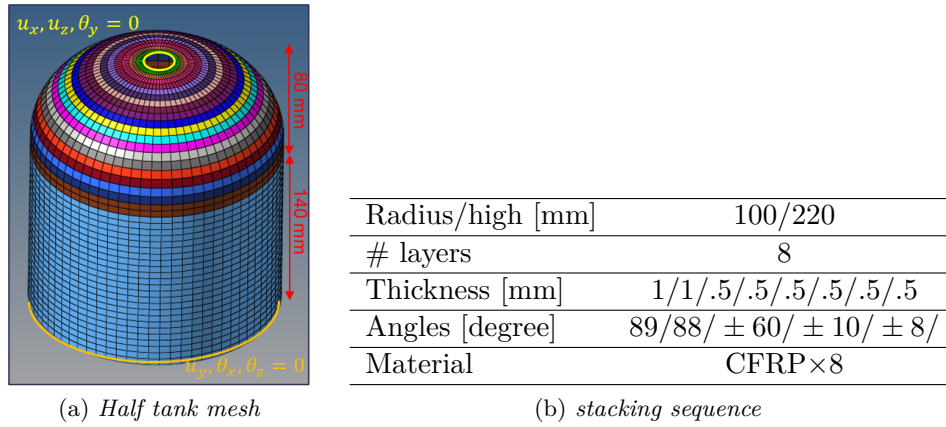 u_x, u_z, θ_y = 0
80 mm
140 mm
u_y, θ_x, θ_z = 0
(a) Half tank mesh
Radius/high [mm] 100/220
# layers 8
Thickness [mm] 1/1/.5/.5/.5/.5/.5/.5
Angles [degree] 89/88/ ± 60/ ± 10/ ± 8/
Material CFRP×8
(b) stacking sequence